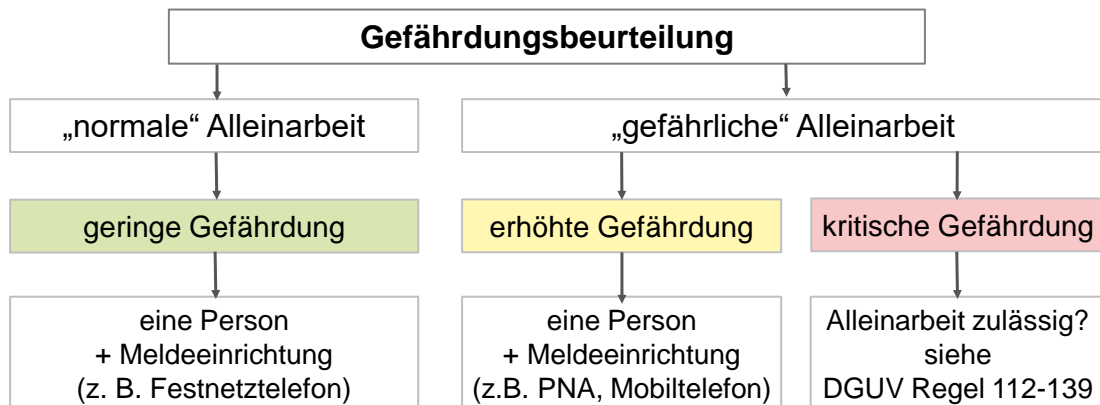 Gefährdungsbeurteilung
„normale“ Alleinarbeit
„gefährliche“ Alleinarbeit
geringe Gefährdung
erhöhte Gefährdung
kritische Gefährdung
eine Person
+ Meldeeinrichtung
(z. B. Festnetztelefon)
eine Person
+ Meldeeinrichtung
(z.B. PNA, Mobiltelefon)
Alleinarbeit zulässig?
siehe
DGUV Regel 112-139